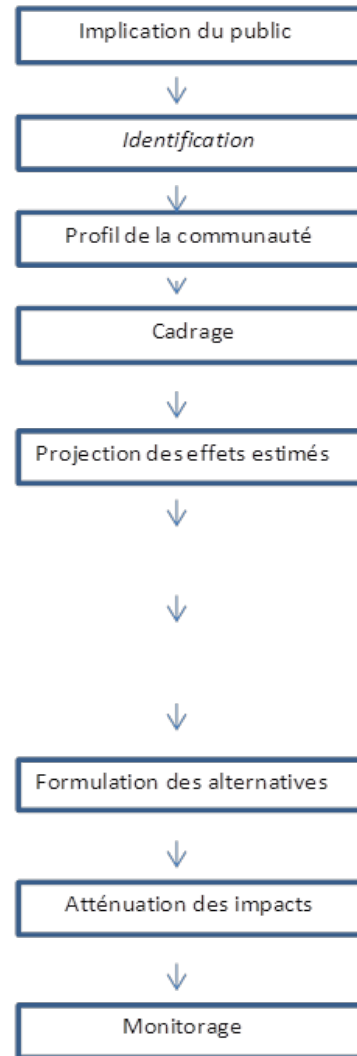 Implication du public
Identification
Profil de la communauté
Cadrage
Projection des effets estimés
Formulation des alternatives
Atténuation des impacts
Monitorage